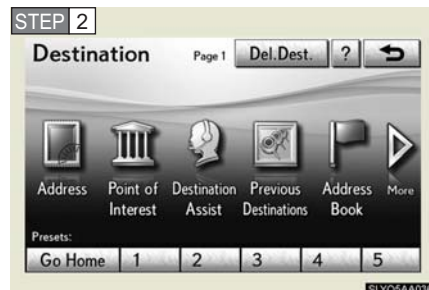 STEP 2
Destination Page 1 Del.Dest. ?
Address Point of Interest Destination Assist Previous Destinations Address Book More
Presets:
Go Home 1 2 3 4 5